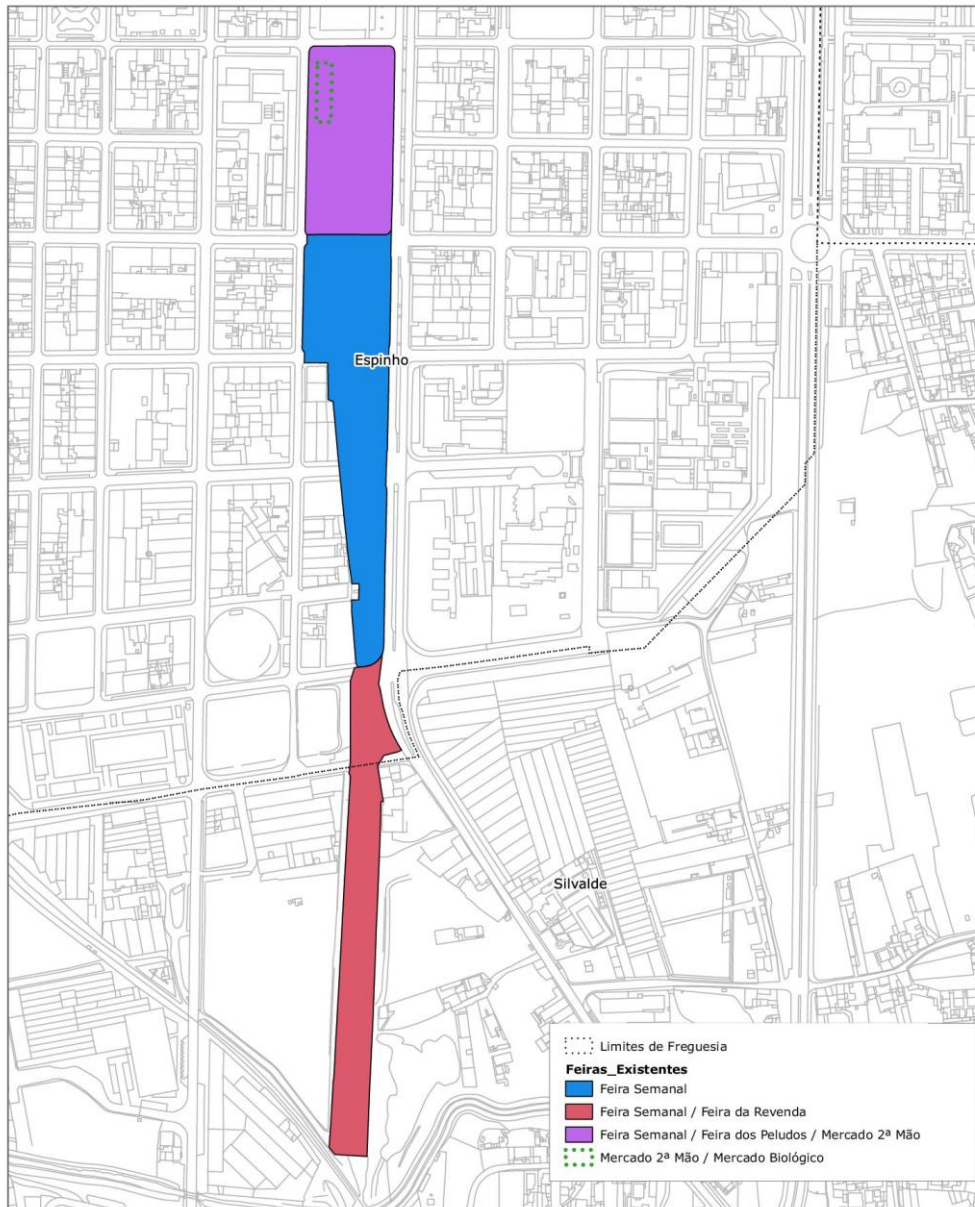 Espinho
Silvalde
Limites de Freguesia
Feiras_Existentes
Feira Semanal
Feira Semanal / Feira da Revenda
Feira Semanal / Feira dos Peludos / Mercado 2ª Mão
Mercado 2ª Mão / Mercado Biológico